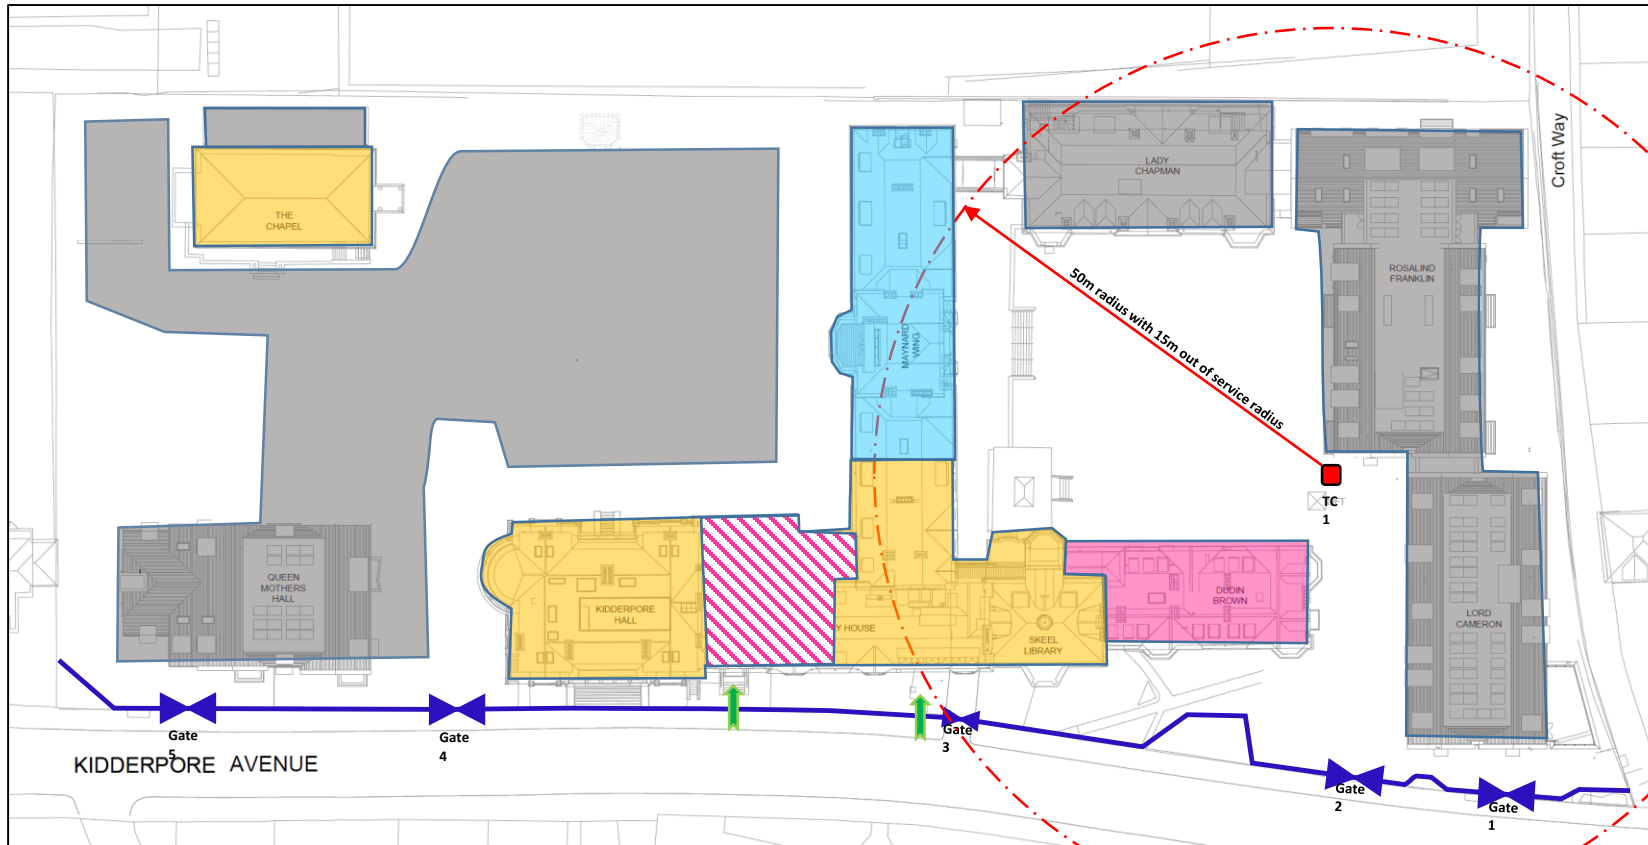 Croft Way
LADY
CHAPMAN
THE
CHAPEL
ROSALIND
FRANKLIN
50m radius with 15m out of service radius
MAYNARD
WING
TC
1
QUEEN
MOTHERS
HALL
KIDDERPORE
HALL
Y HOUSE
SKEEL
LIBRARY
DUDIN
BROWN
LORD
CAMERON
Gate
5
Gate
4
Gate
3
Gate
2
Gate
1
KIDDERPORE AVENUE